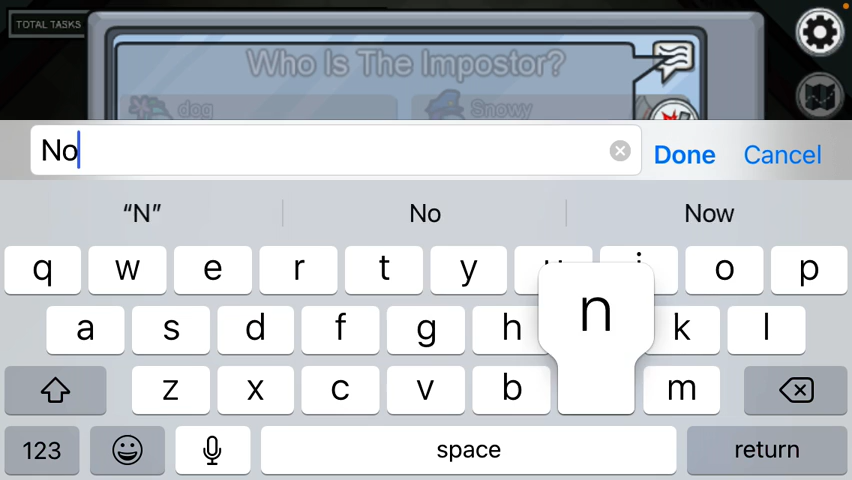 TOTAL TASKS
Who Is The Impostor?
dog Snowy
No
Done Cancel
“N” No Now
q w e r t y u i o p
a s d f g h n k l
z x c v b m
123 space return